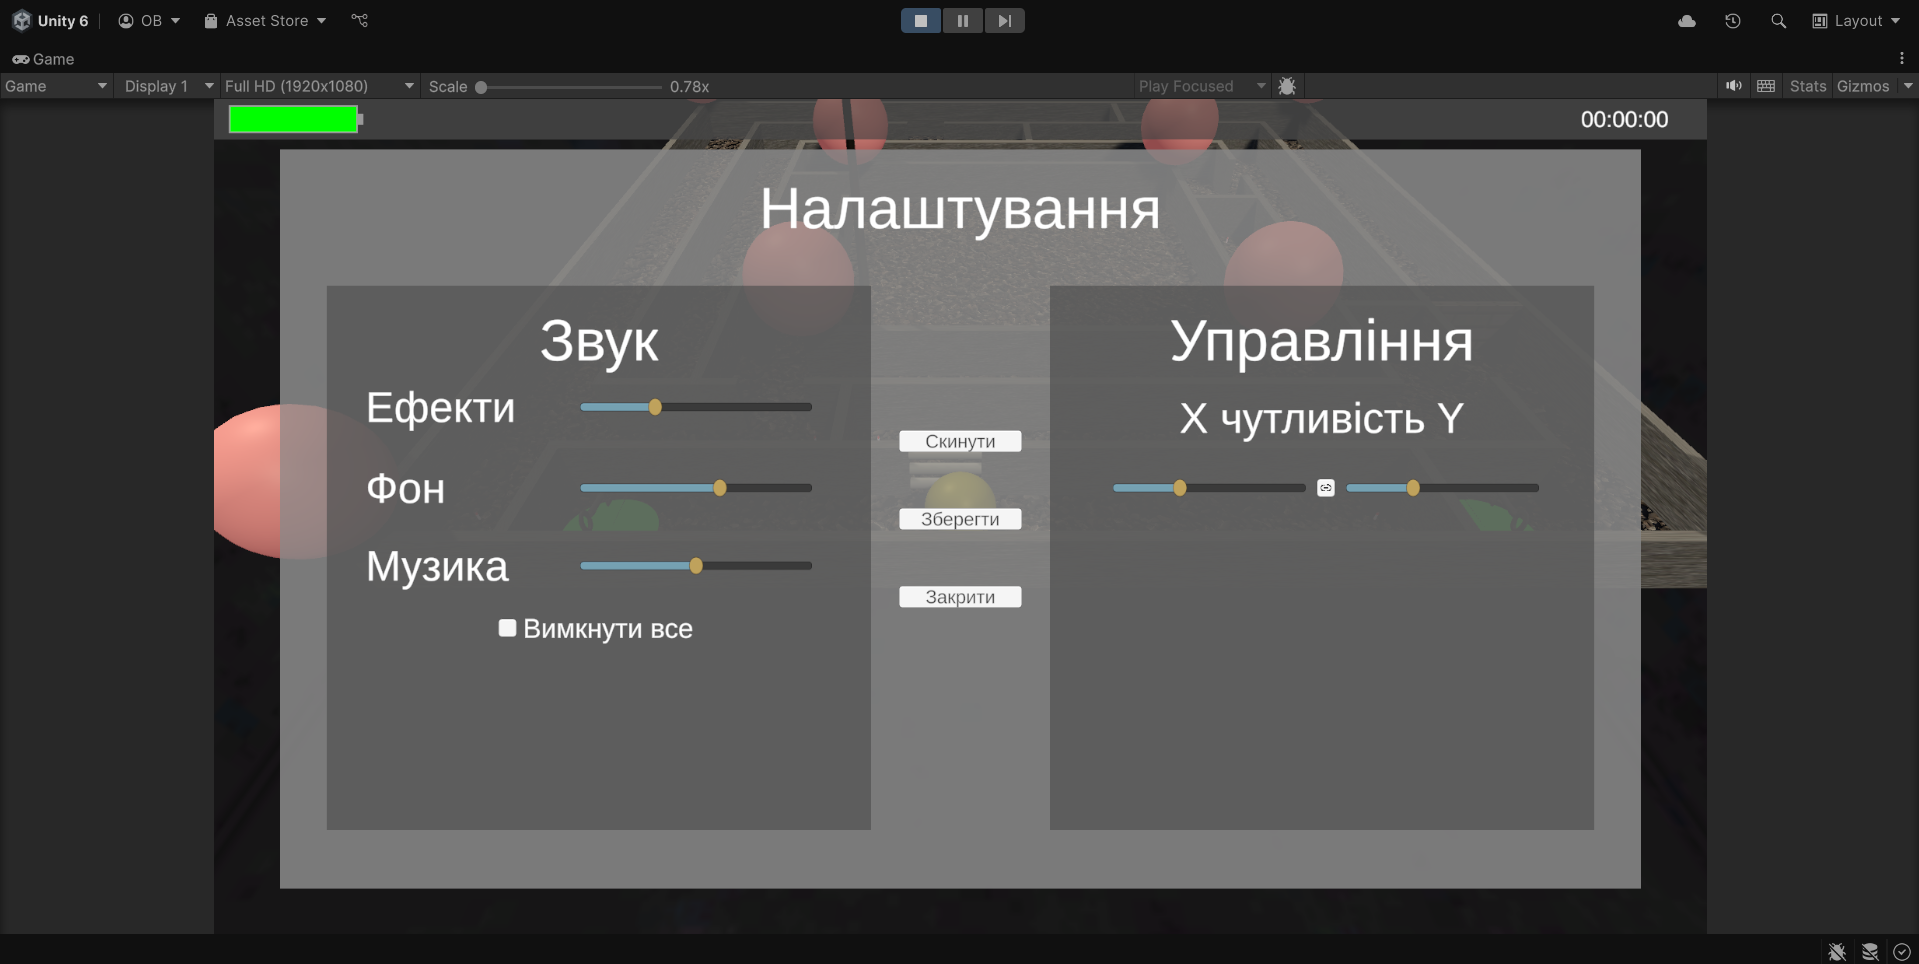 Unity 6 OB Asset Store Layout
Game
Game Display 1 Full HD (1920x1080) Scale 0.78x Play Focused Stats Gizmos
00:00:00
Налаштування
Звук
Ефекти
Фон
Музика
Вимкнути все
Скинути
Зберегти
Закрити
Управління
X чутливість Y